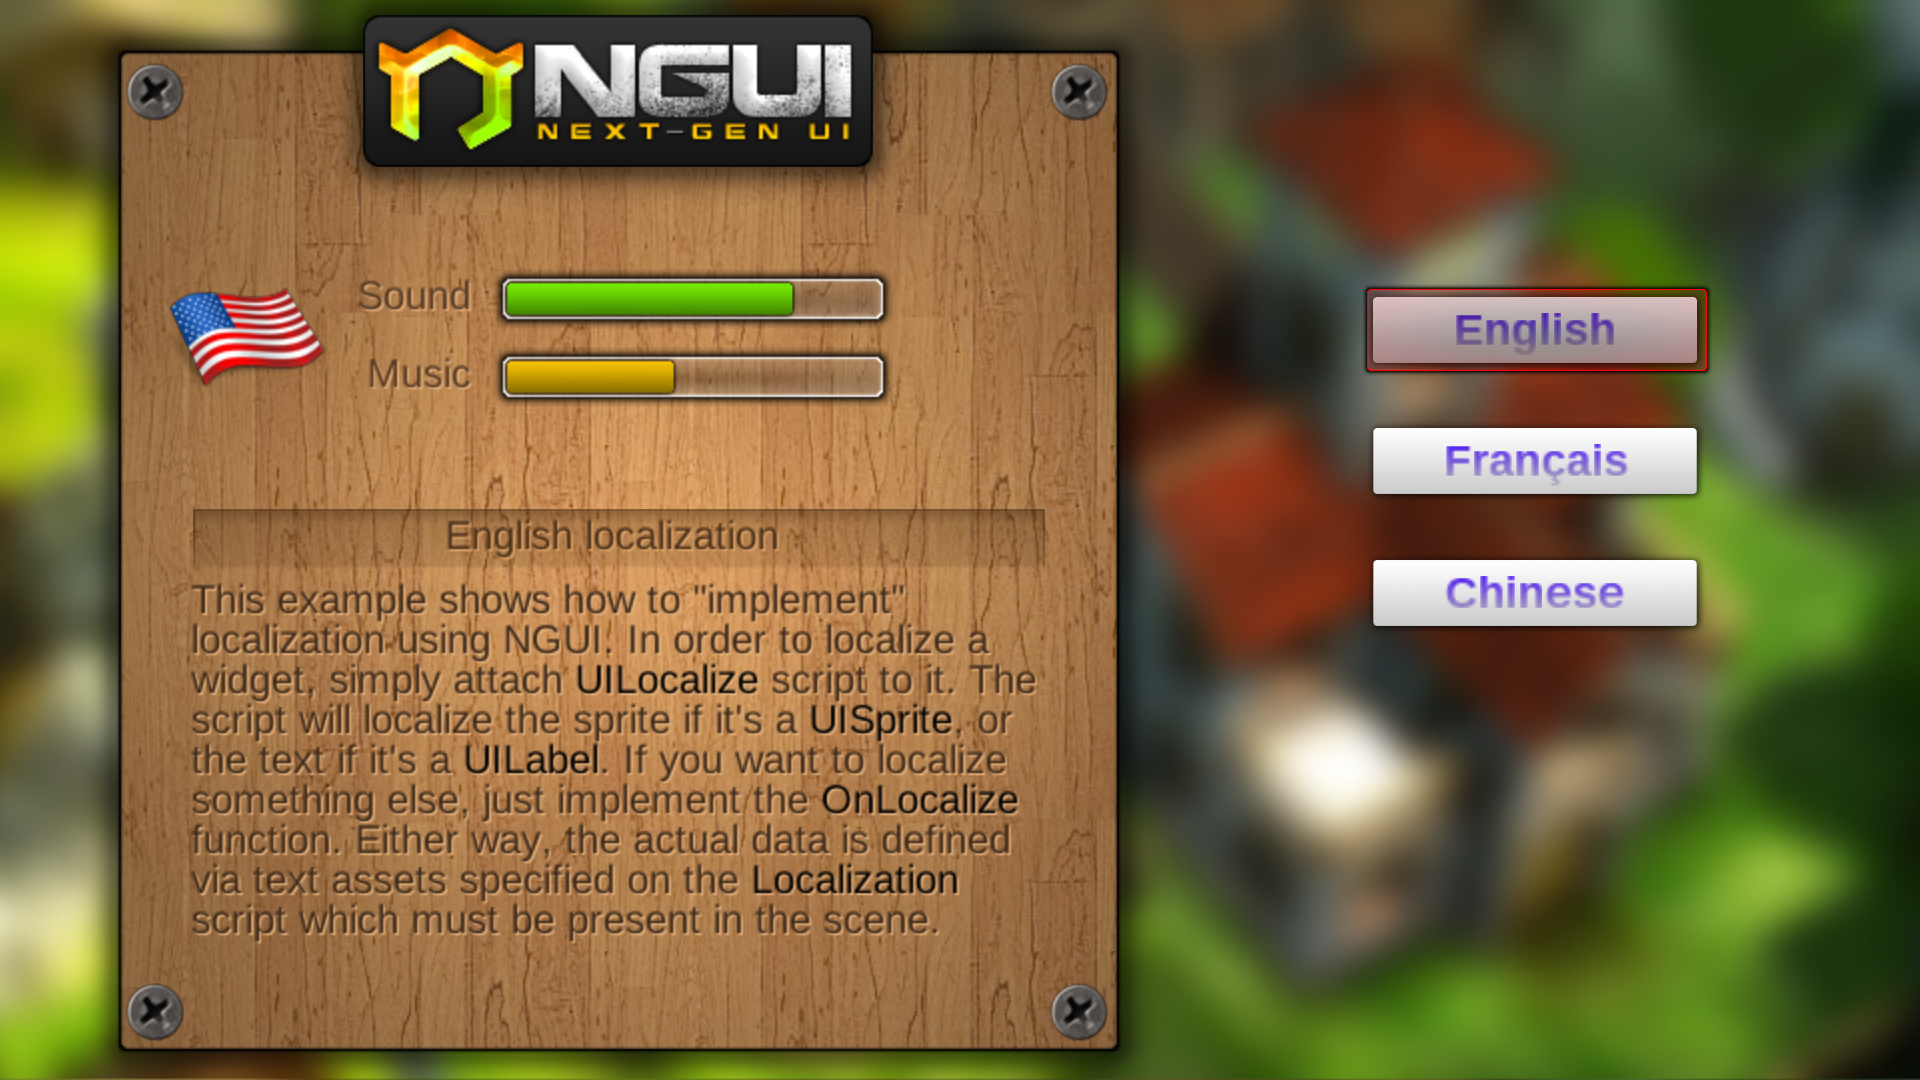 NGUI
NEXT-GEN UI
Sound
Music
English localization
This example shows how to "implement"
localization using NGUI. In order to localize a
widget, simply attach UILocalize script to it. The
script will localize the sprite if it's a UISprite, or
the text if it's a UILabel. If you want to localize
something else, just implement the OnLocalize
function. Either way, the actual data is defined
via text assets specified on the Localization
script which must be present in the scene.
English
Français
Chinese